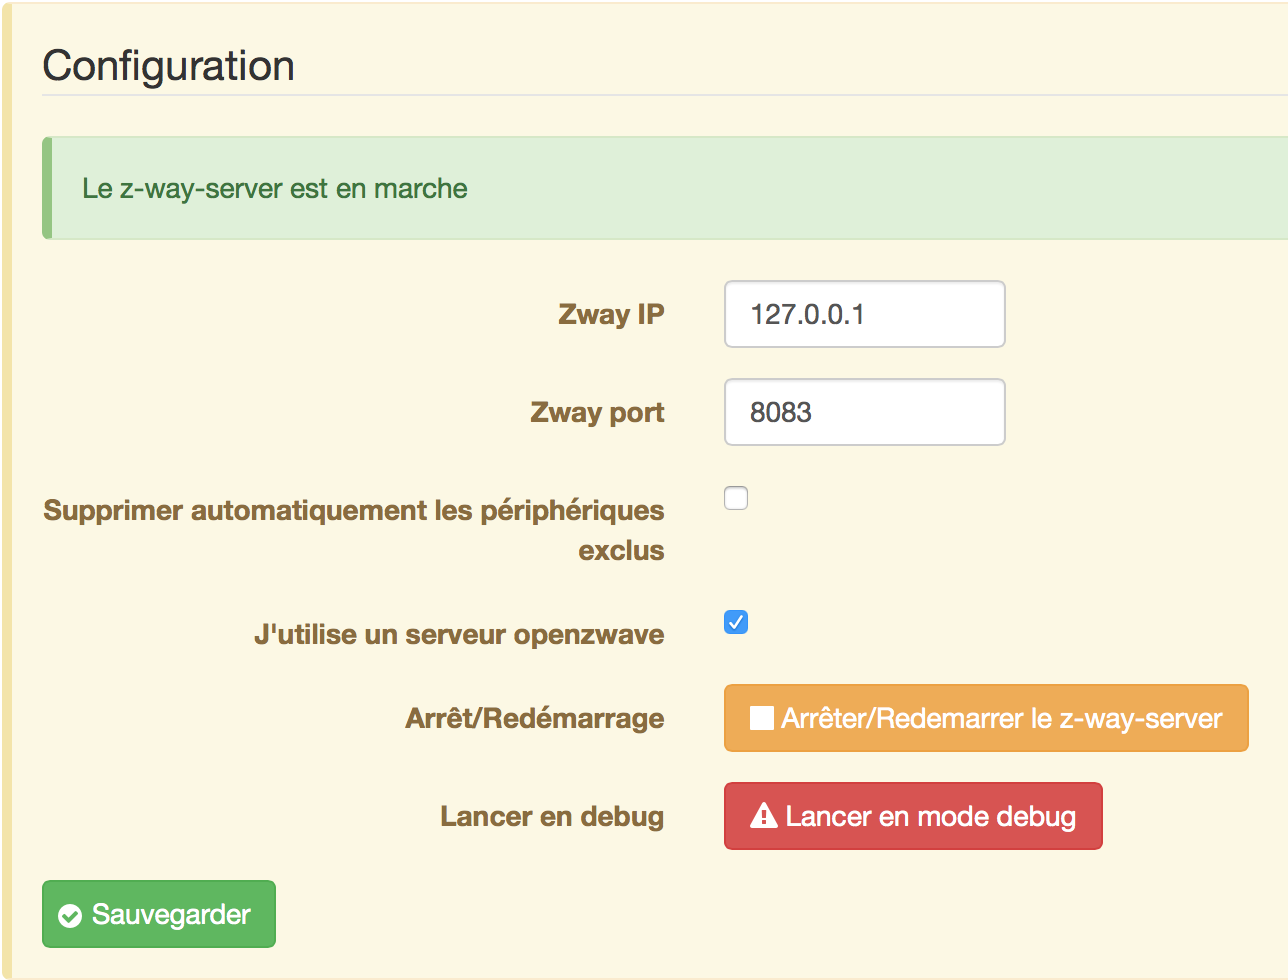 Configuration
Le z-way-server est en marche
Zway IP
127.0.0.1
Zway port
8083
Supprimer automatiquement les périphériques
exclus
J'utilise un serveur openzwave
Arrêt/Redémarrage
Arrêter/Redemarrer le z-way-server
Lancer en debug
Lancer en mode debug
Sauvegarder